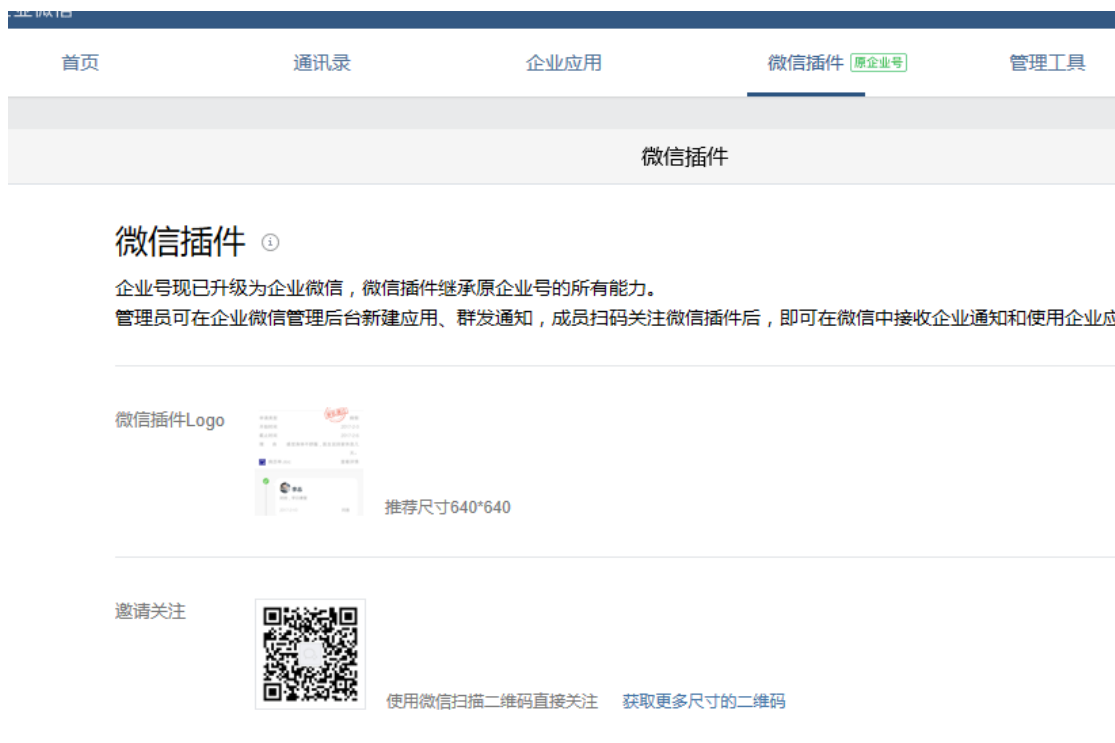 企业微信
首页 通讯录 企业应用 微信插件 原企业号 管理工具
微信插件
微信插件
企业号现已升级为企业微信，微信插件继承原企业号的所有能力。
管理员可在企业微信管理后台新建应用、群发通知，成员扫码关注微信插件后，即可在微信中接收企业通知和使用企业应
微信插件Logo
推荐尺寸640*640
邀请关注
使用微信扫描二维码直接关注 获取更多尺寸的二维码